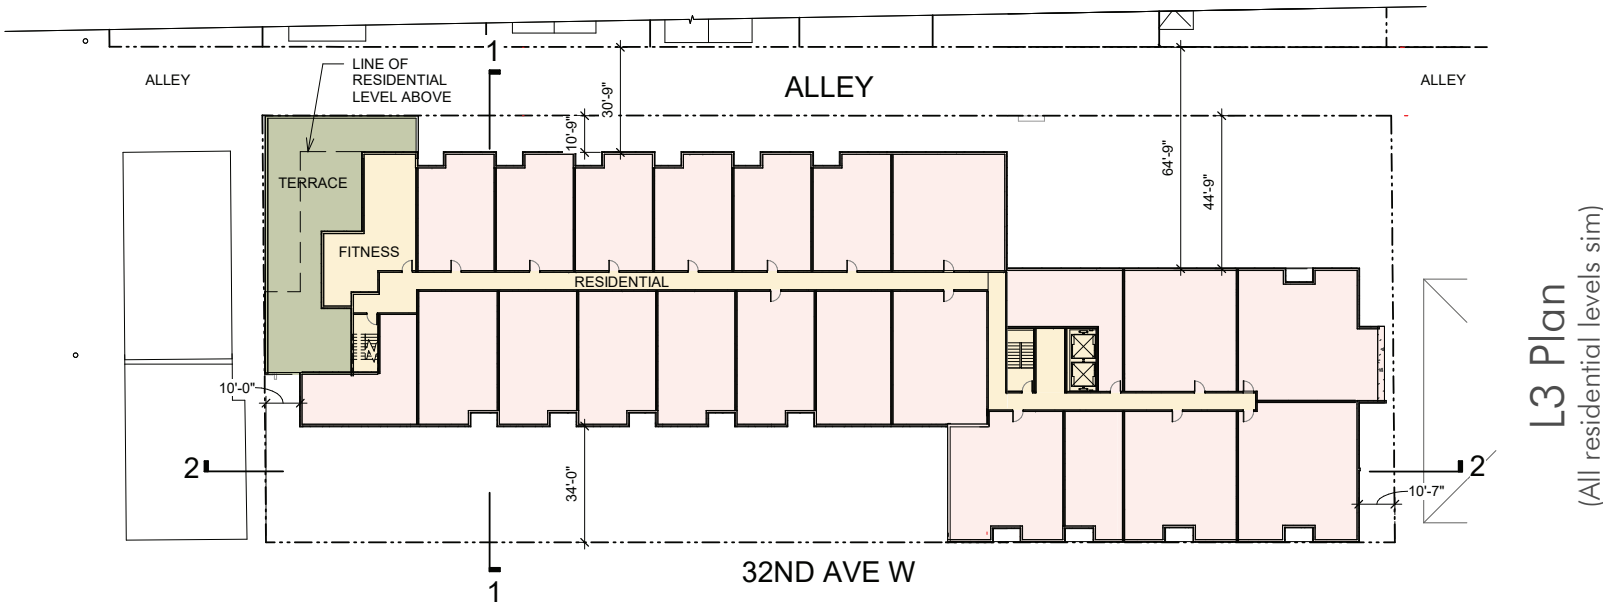 1
ALLEY
LINE OF
RESIDENTIAL
LEVEL ABOVE
ALLEY
ALLEY
30'-9"
10'-9"
64'-9"
44'-9"
TERRACE
FITNESS
RESIDENTIAL
10'-0"
2
34'-0"
2
10'-7"
32ND AVE W
1
L3 Plan
(All residential levels sim)